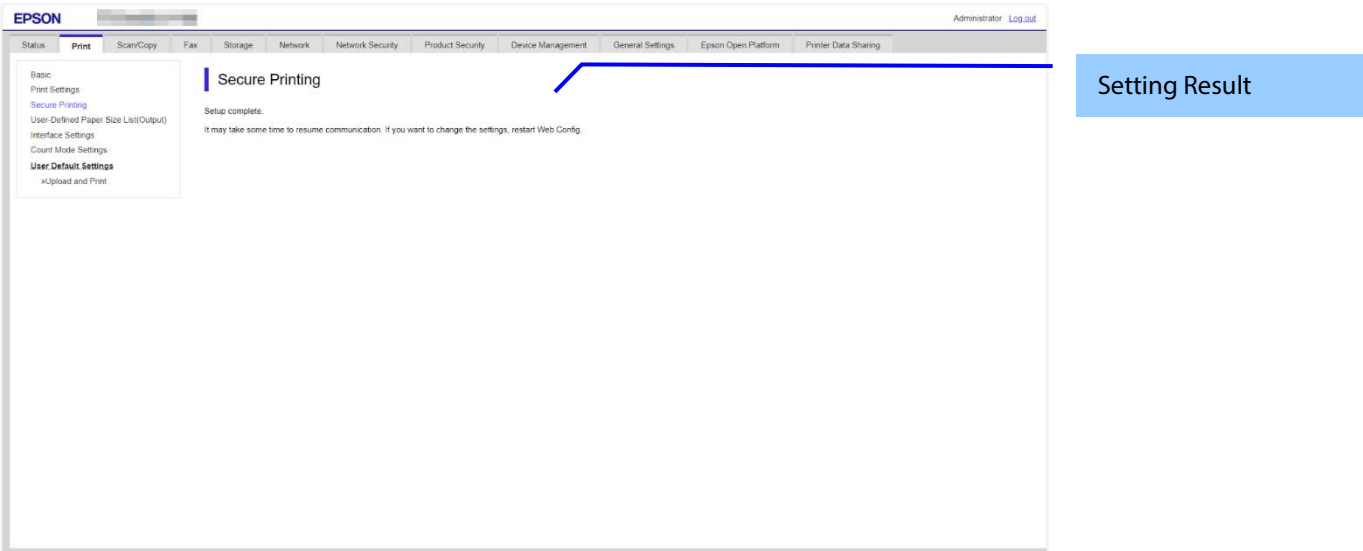 EPSON
Administrator Log out
Status Print Scan/Copy Fax Storage Network Network Security Product Security Device Management General Settings Epson Open Platform Printer Data Sharing
Basic
Print Settings
Secure Printing
User-Defined Paper Size List(Output)
Interface Settings
Count Mode Settings
User Default Settings
»Upload and Print
Secure Printing
Setup complete.
It may take some time to resume communication. If you want to change the settings, restart Web Config.
Setting Result